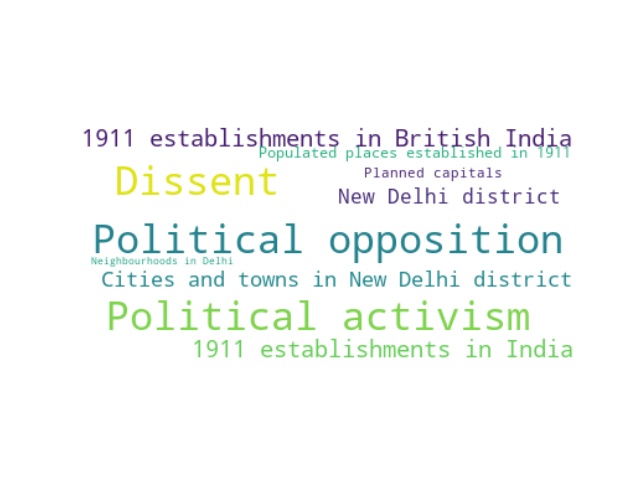 1911 establishments in British India
Populated places established in 1911
Dissent
Planned capitals
New Delhi district
Political opposition
Neighbourhoods in Delhi
Cities and towns in New Delhi district
Political activism
1911 establishments in India